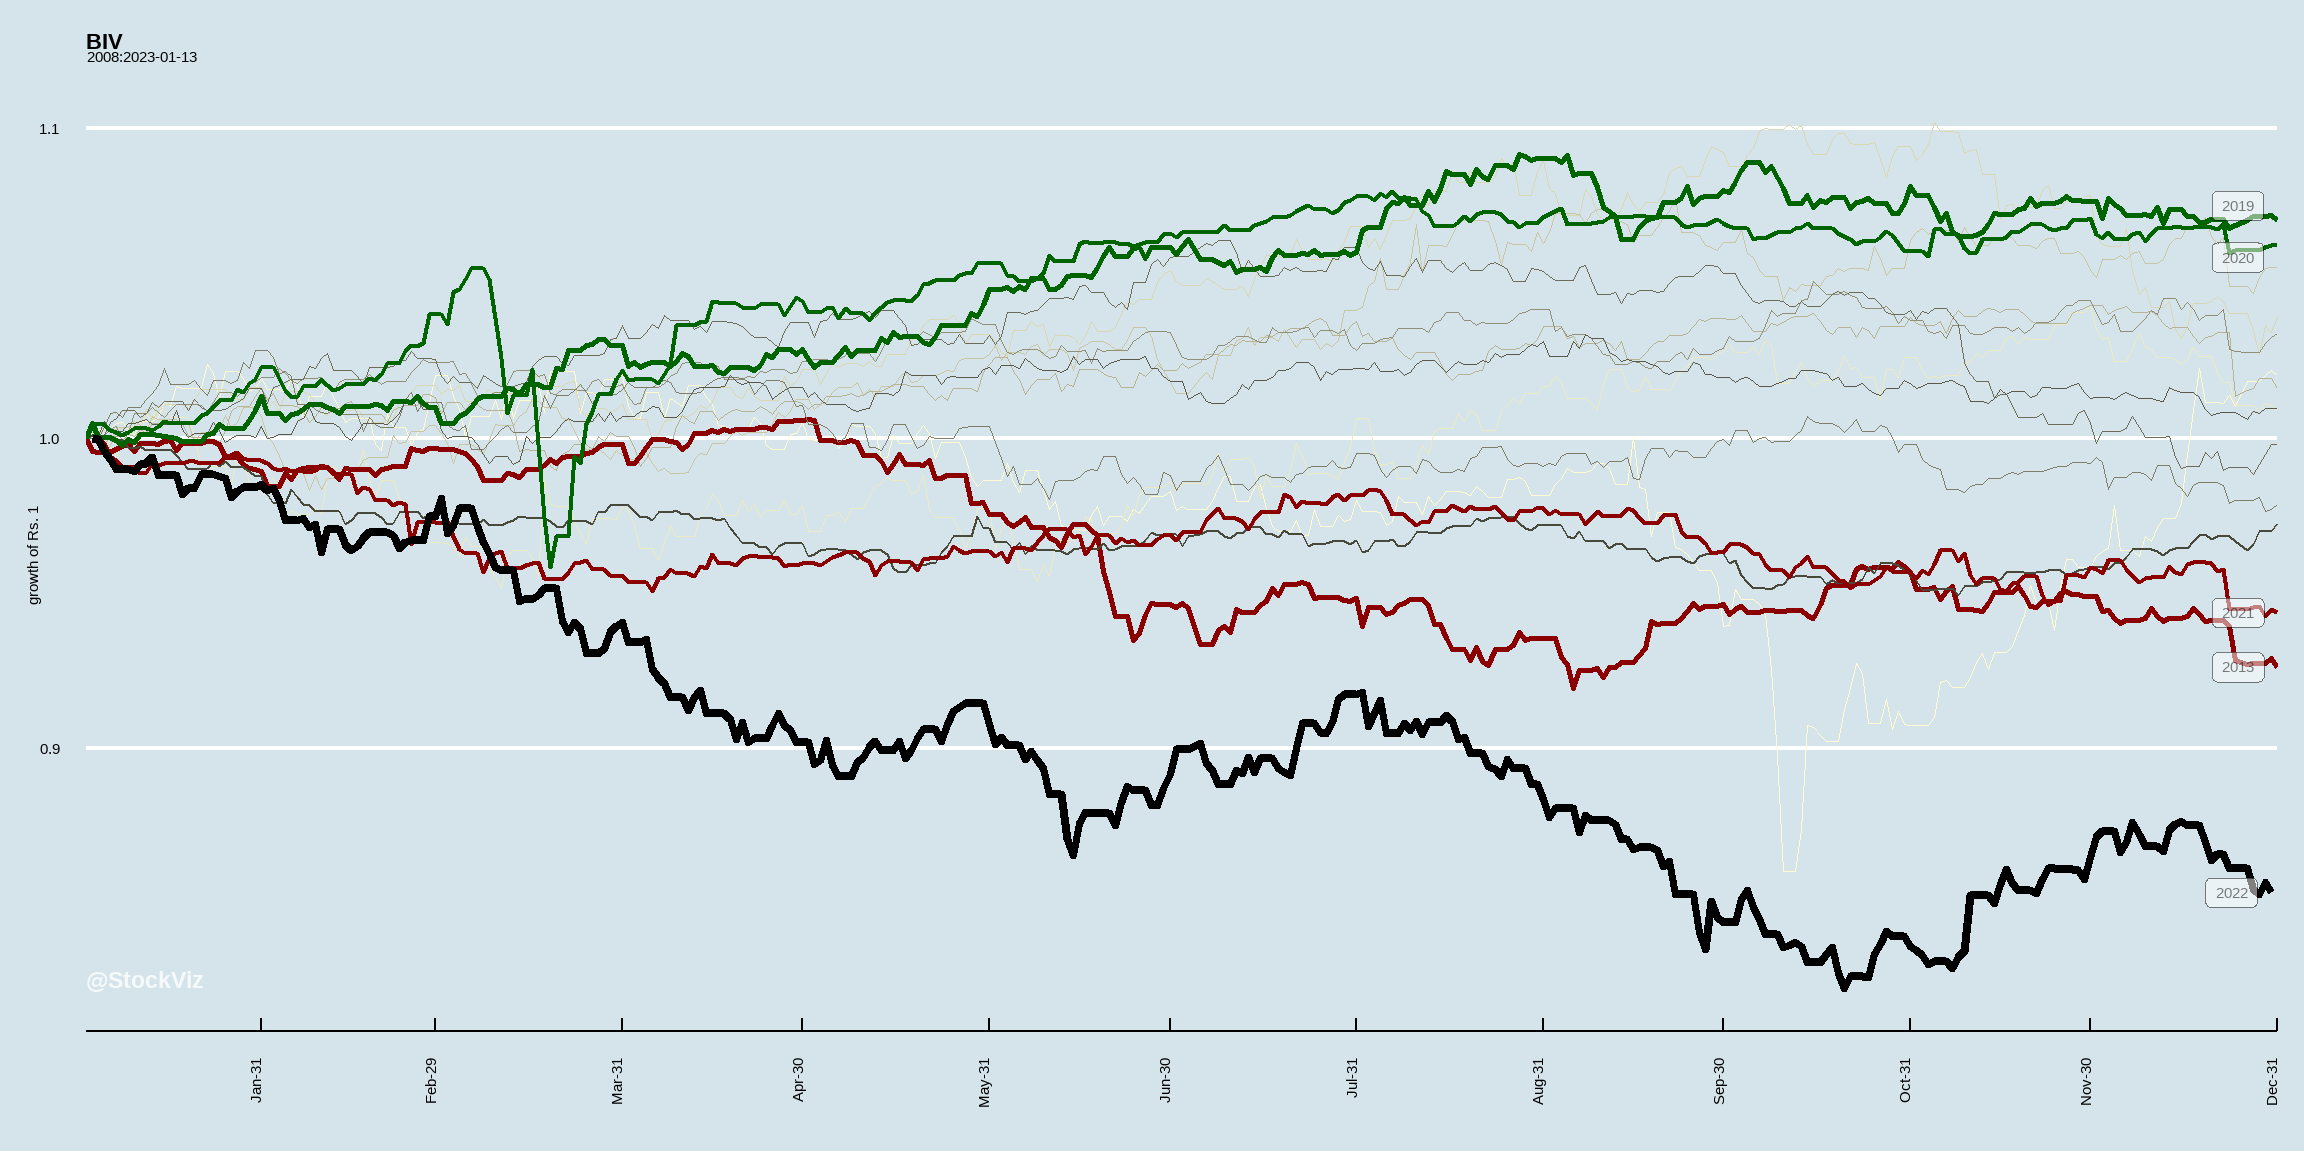 BIV
2008:2023-01-13
1.1
1.0
0.9
growth of Rs. 1
2019
2020
2021
2013
2022
@StockViz
Jan-31
Feb-29
Mar-31
Apr-30
May-31
Jun-30
Jul-31
Aug-31
Sep-30
Oct-31
Nov-30
Dec-31